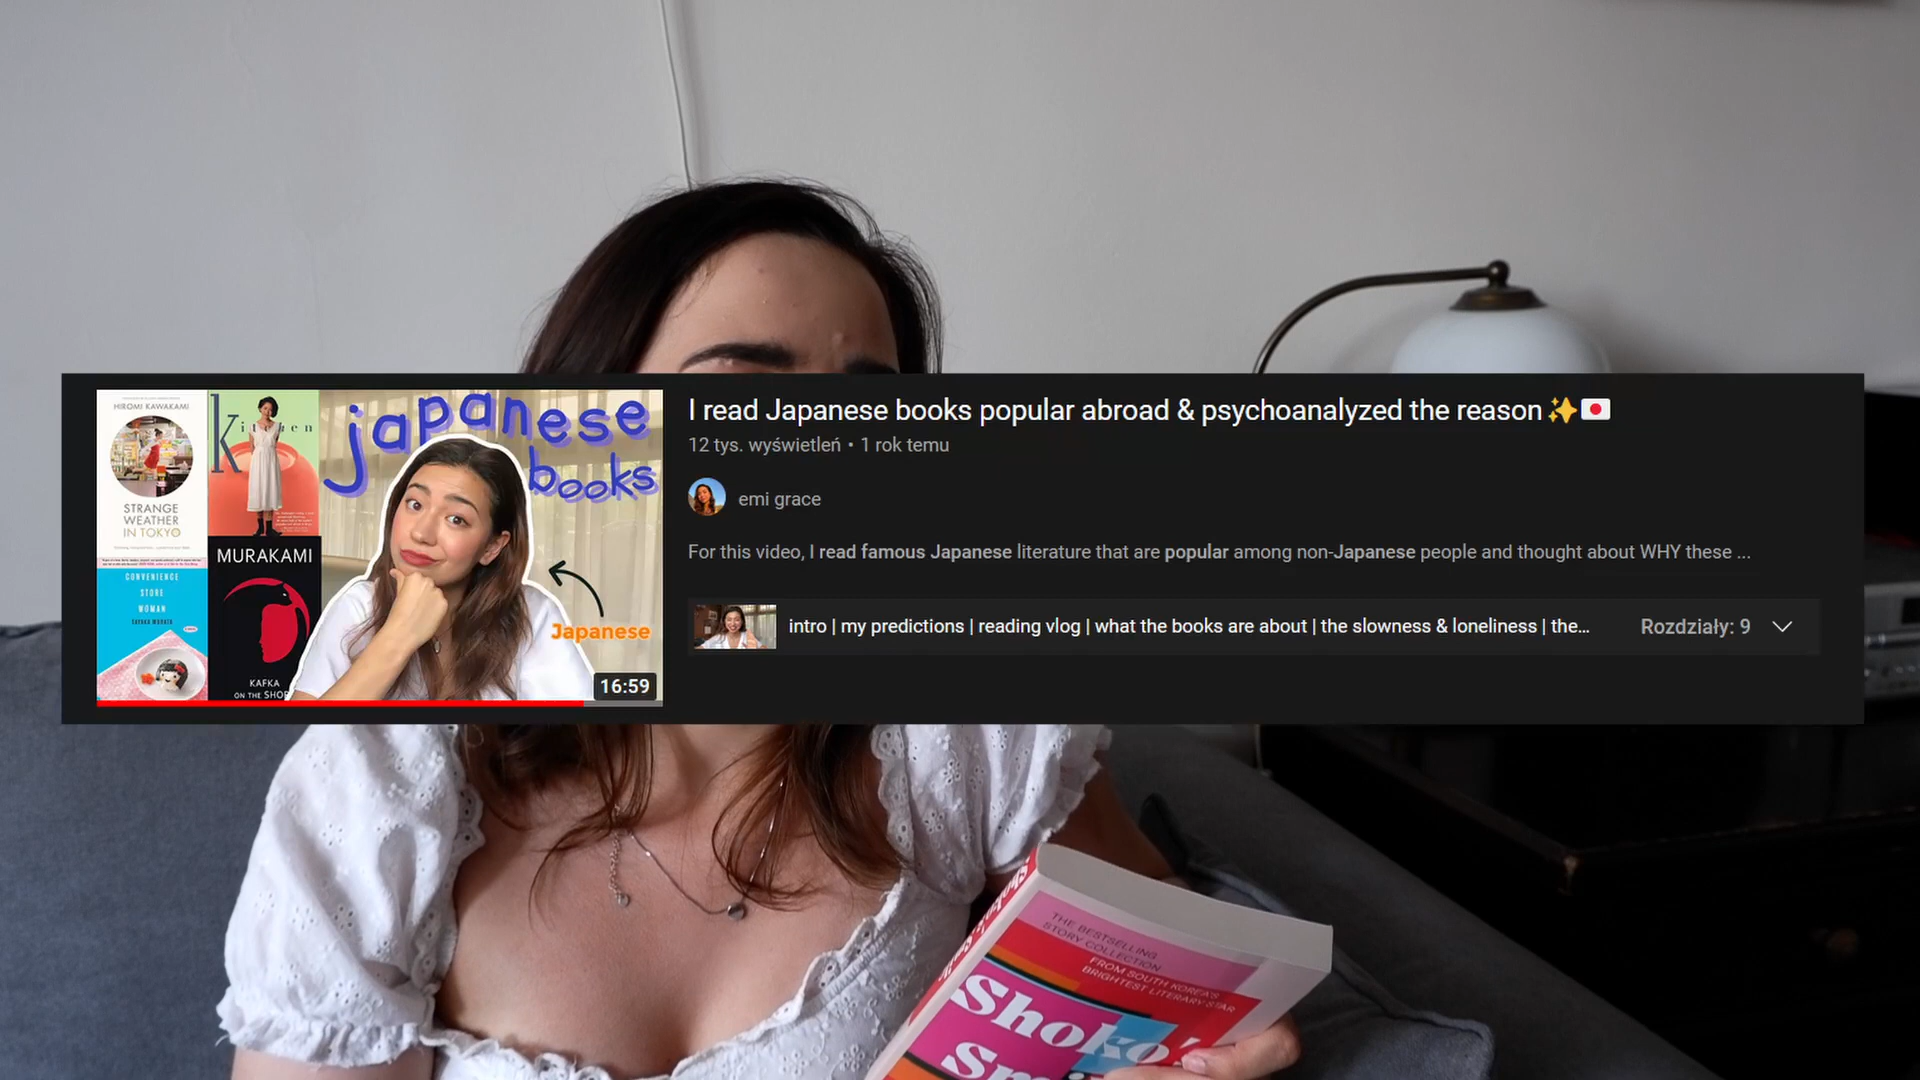 HIROMI KAWAKAMI
STRANGE
WEATHER
IN TOKYO
kitchen
CONVENIENCE
STORE
WOMAN
SAYAKA MURATA
MURAKAMI
KAFKA
ON THE SHOR
japanese
books
Japanese
16:59
I read Japanese books popular abroad & psychoanalyzed the reason✨🇯🇵
12 tys. wyświetleń • 1 rok temu
emi grace
For this video, I read famous Japanese literature that are popular among non-Japanese people and thought about WHY these ...
intro | my predictions | reading vlog | what the books are about | the slowness & loneliness | the...
Rozdziały: 9
THE BESTSELLING
STORY COLLECTION
FROM SOUTH KOREA'S
BRIGHTEST LITERARY STAR
Shoko's